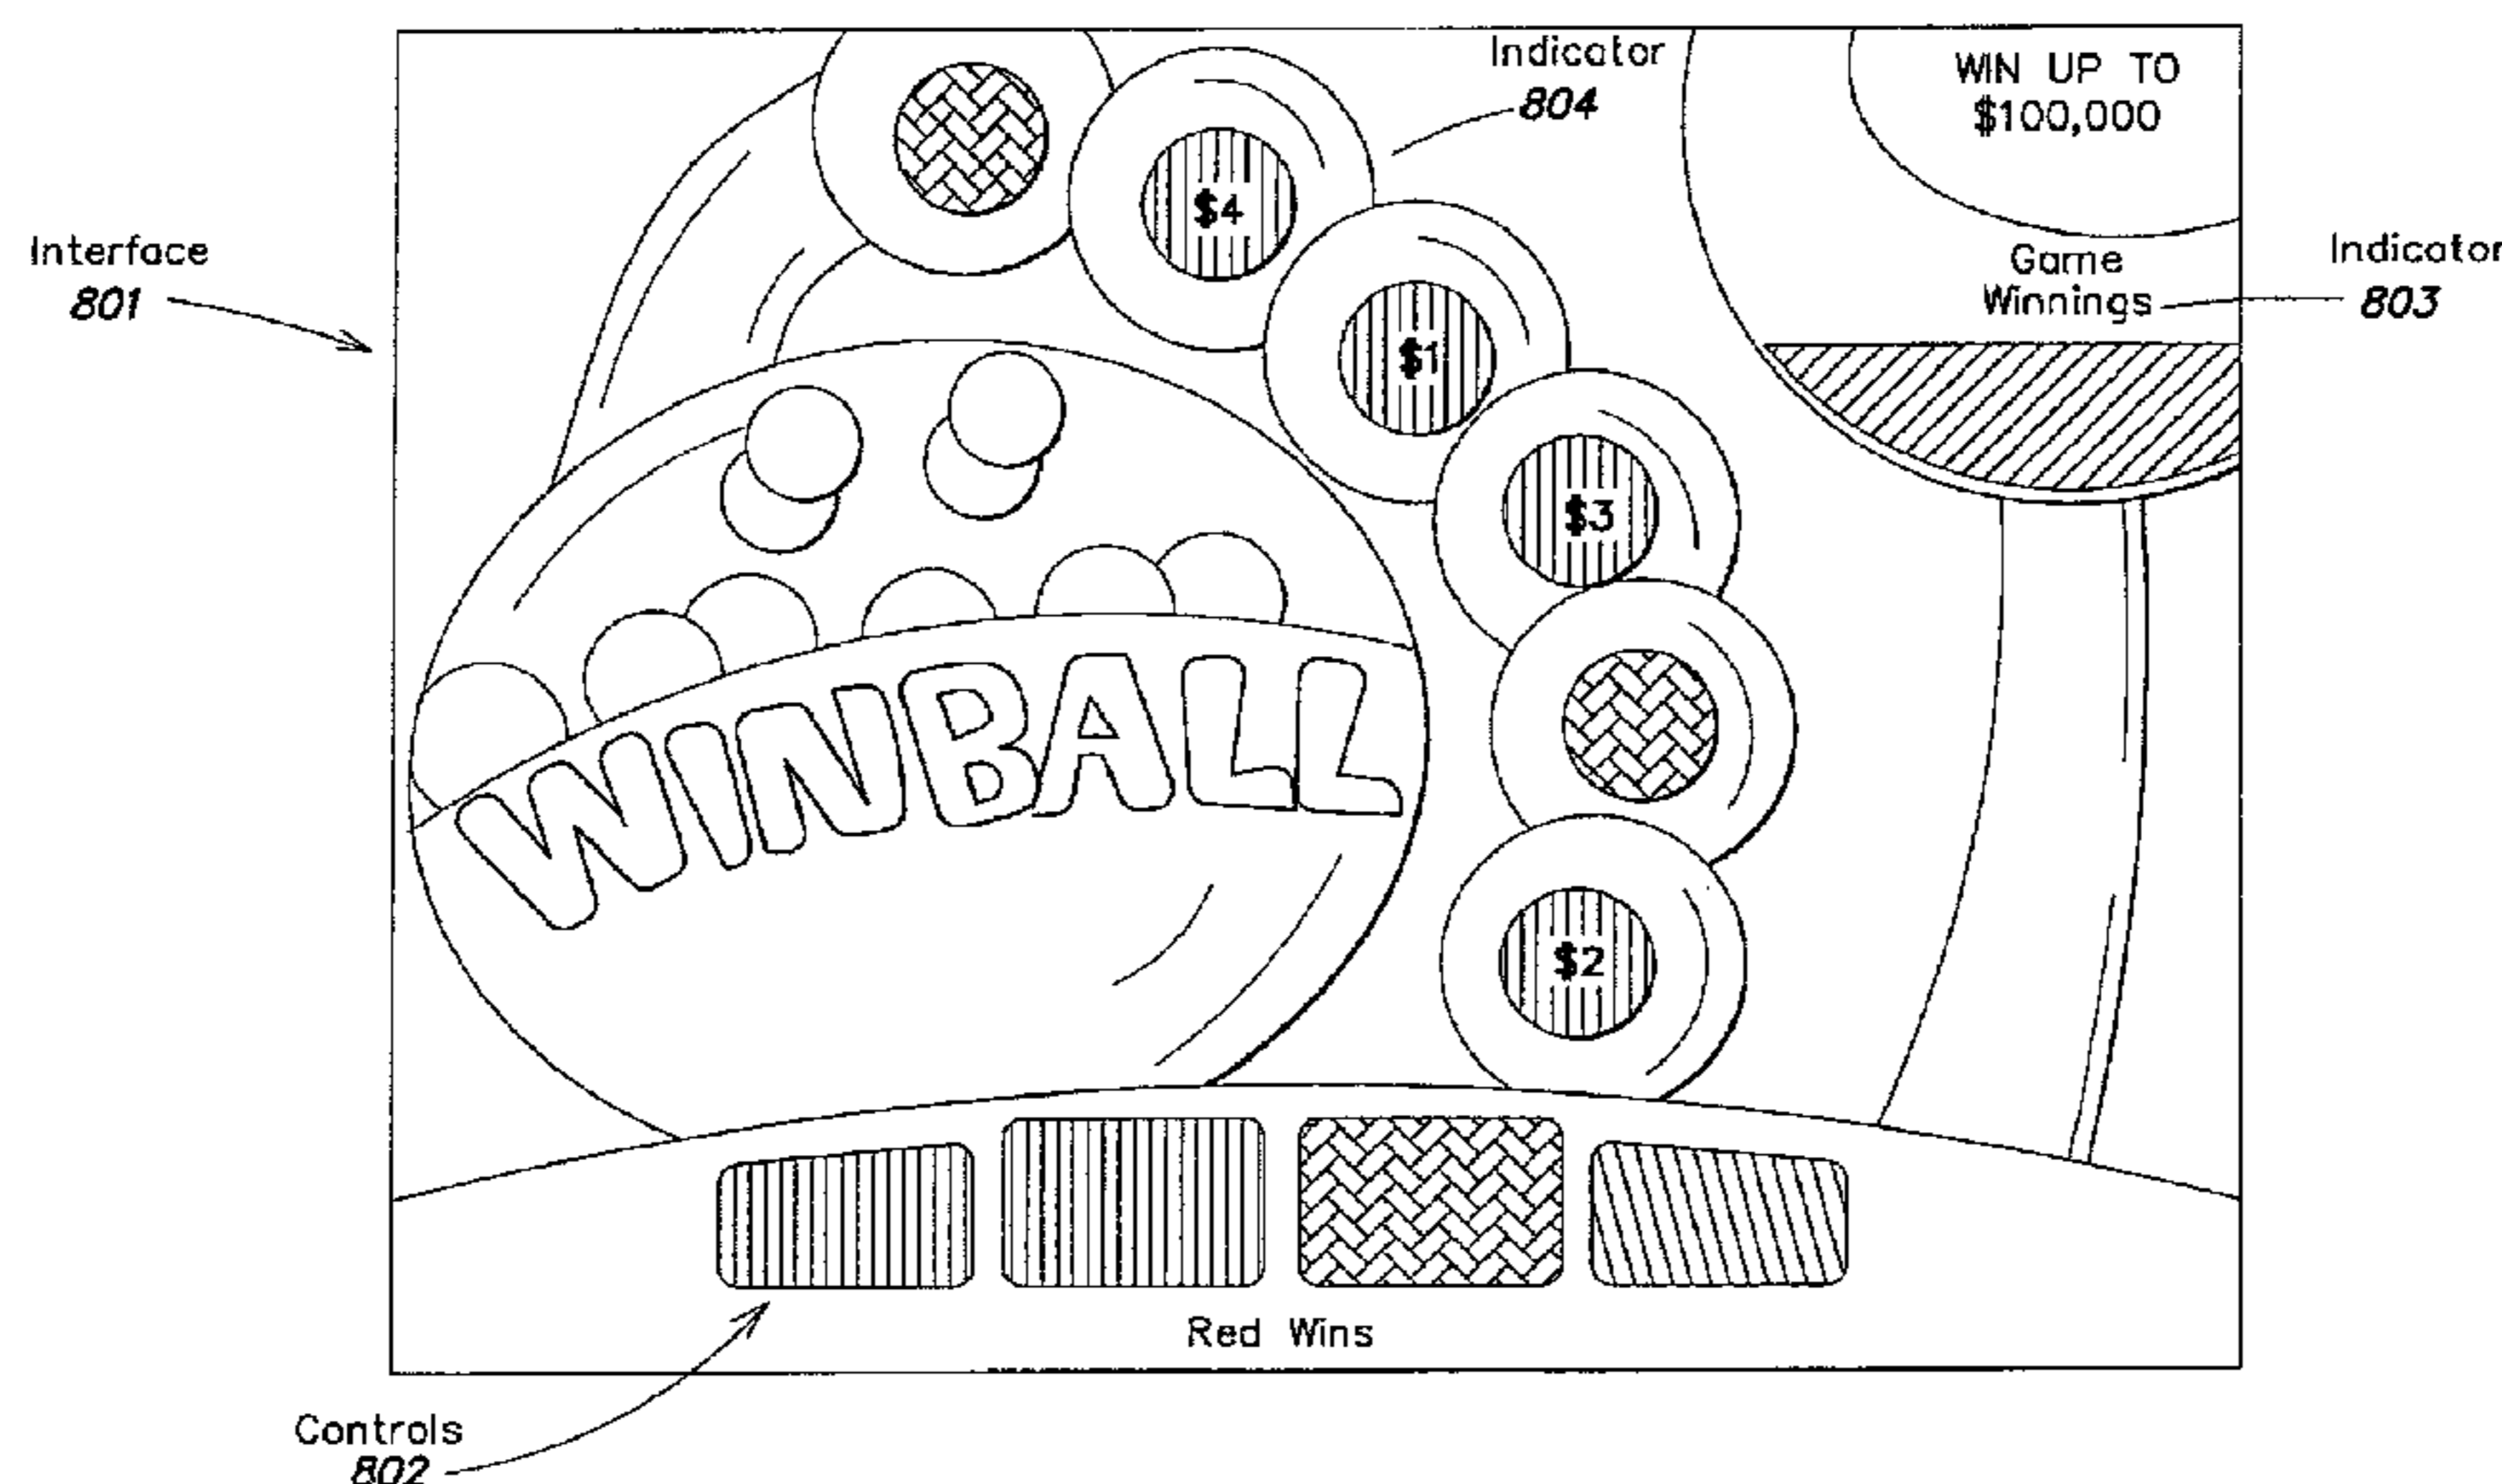 Indicator
804
WIN UP TO
$100,000
Interface
801
$4
Game
Winnings
Indicator
803
$1
$3
WINBALL
$2
Red Wins
Controls
802